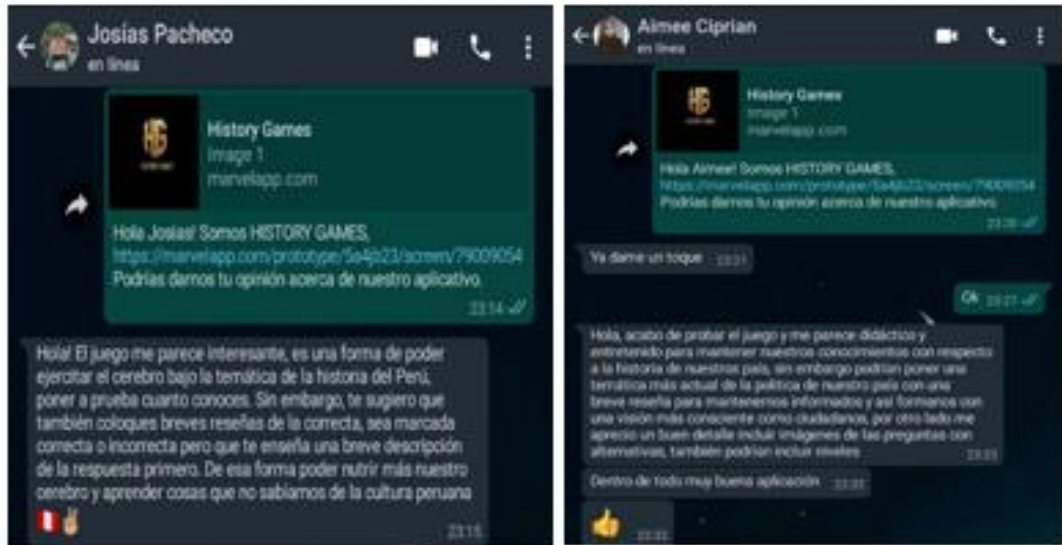 Josias Pacheco
en línea
HG
History Games
Image 1
marvelapp.com
Hola Josias! Somos HISTORY GAMES,
https://marvelapp.com/prototype/5a4jb23/screen/79009054
Podrías darnos tu opinión acerca de nuestro aplicativo.
23:14
Hola! El juego me parece interesante, es una forma de poder
ejercitar el cerebro bajo la temática de la historia del Perú,
poner a prueba cuanto conoces. Sin embargo, te sugiero que
también coloques breves reseñas de la correcta, sea marcada
correcta o incorrecta pero que te enseña una breve descripción
de la respuesta primero. De esa forma poder nutrir más nuestro
cerebro y aprender cosas que no sabíamos de la cultura peruana
23:15
Aimee Ciprian
en línea
HG
History Games
Image 1
marvelapp.com
Hola Aimee! Somos HISTORY GAMES,
https://marvelapp.com/prototype/5a4jb23/screen/79009054
Podrías darnos tu opinión acerca de nuestro aplicativo.
Ya dame un toque
Ok 23:27
Hola, acabo de probar el juego y me parece didáctico y
entretenido para mantener nuestros conocimientos con respecto
a la historia de nuestros país, sin embargo podrían poner una
temática más actual de la política de nuestro país con una
breve reseña para mantenernos informados y así formarnos con
una visión más consciente como ciudadanos, por otro lado me
aprecio un buen detalle incluir imágenes de las preguntas con
alternativas, también podrían incluir niveles
Dentro de todo muy buena aplicación